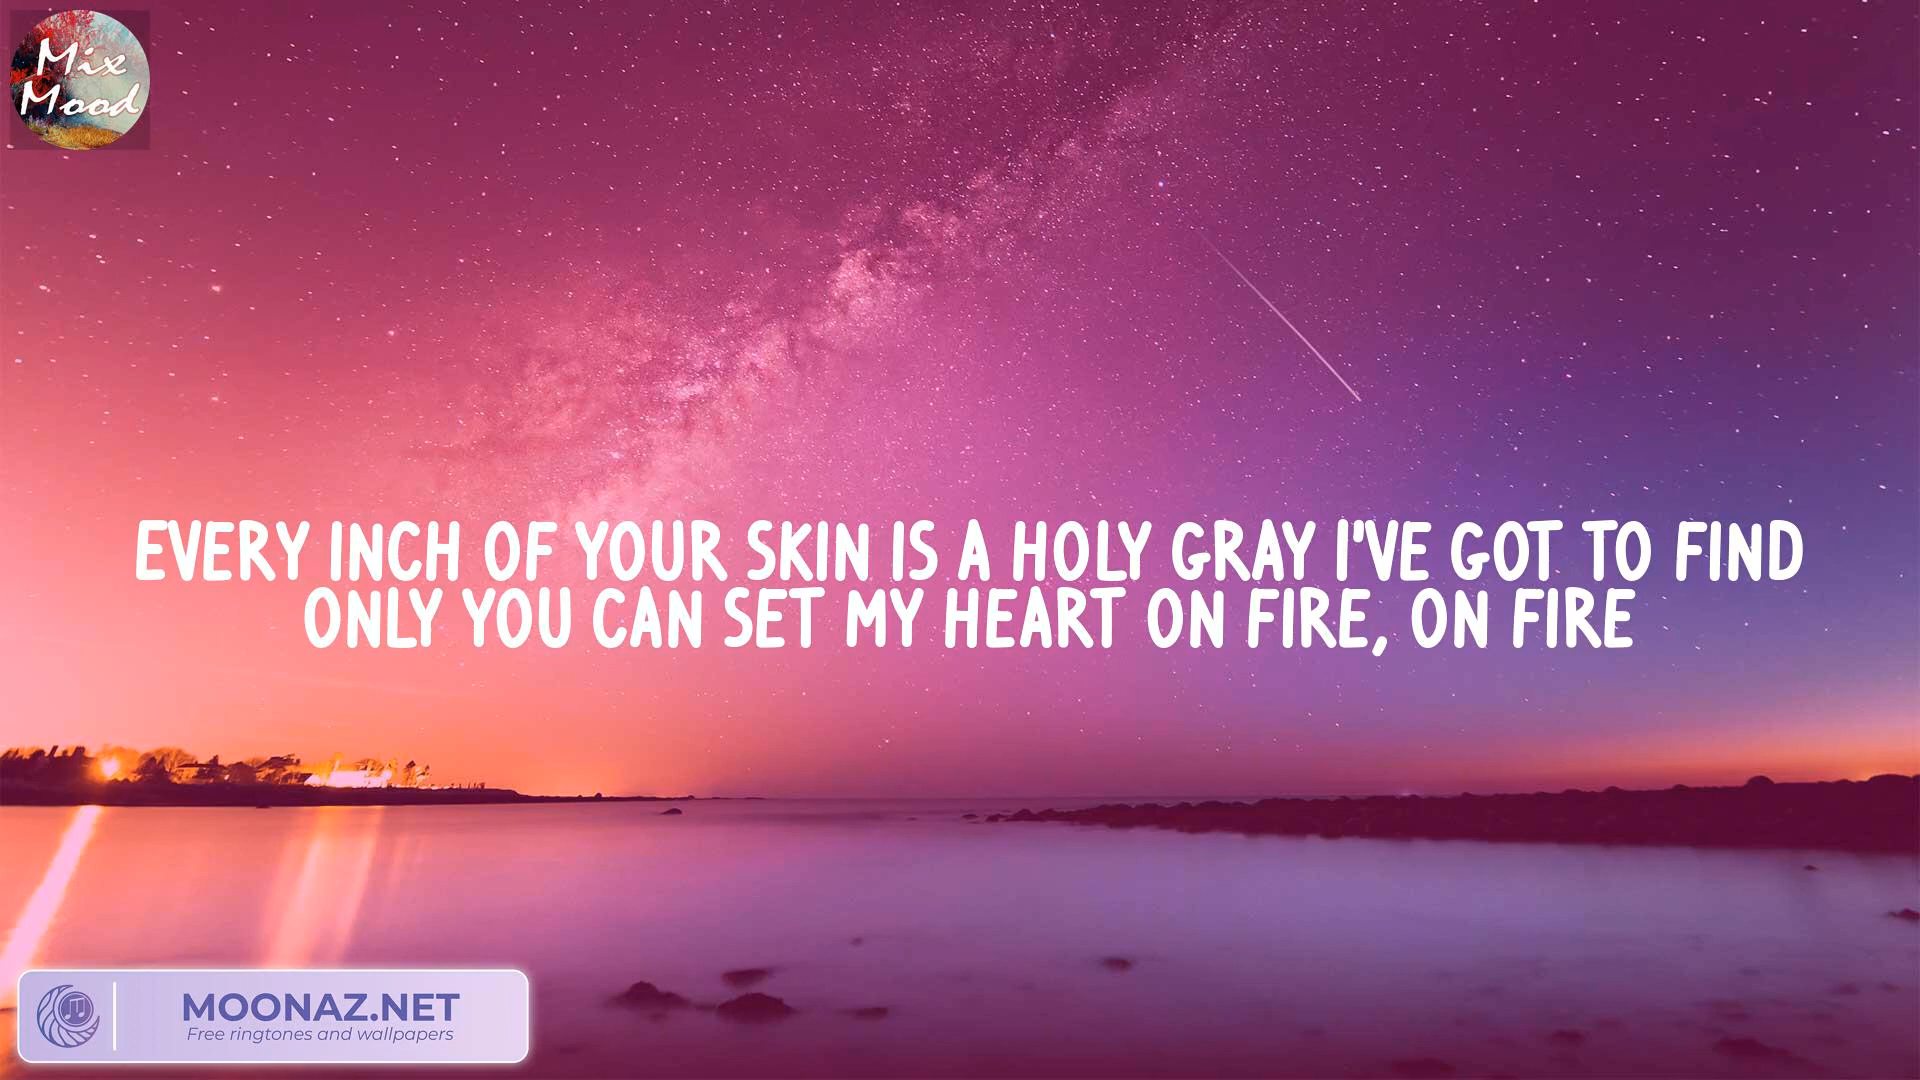 Mix
Mood
EVERY INCH OF YOUR SKIN IS A HOLY GRAY I'VE GOT TO FIND
ONLY YOU CAN SET MY HEART ON FIRE, ON FIRE
MOONAZ.NET
Free ringtones and wallpapers